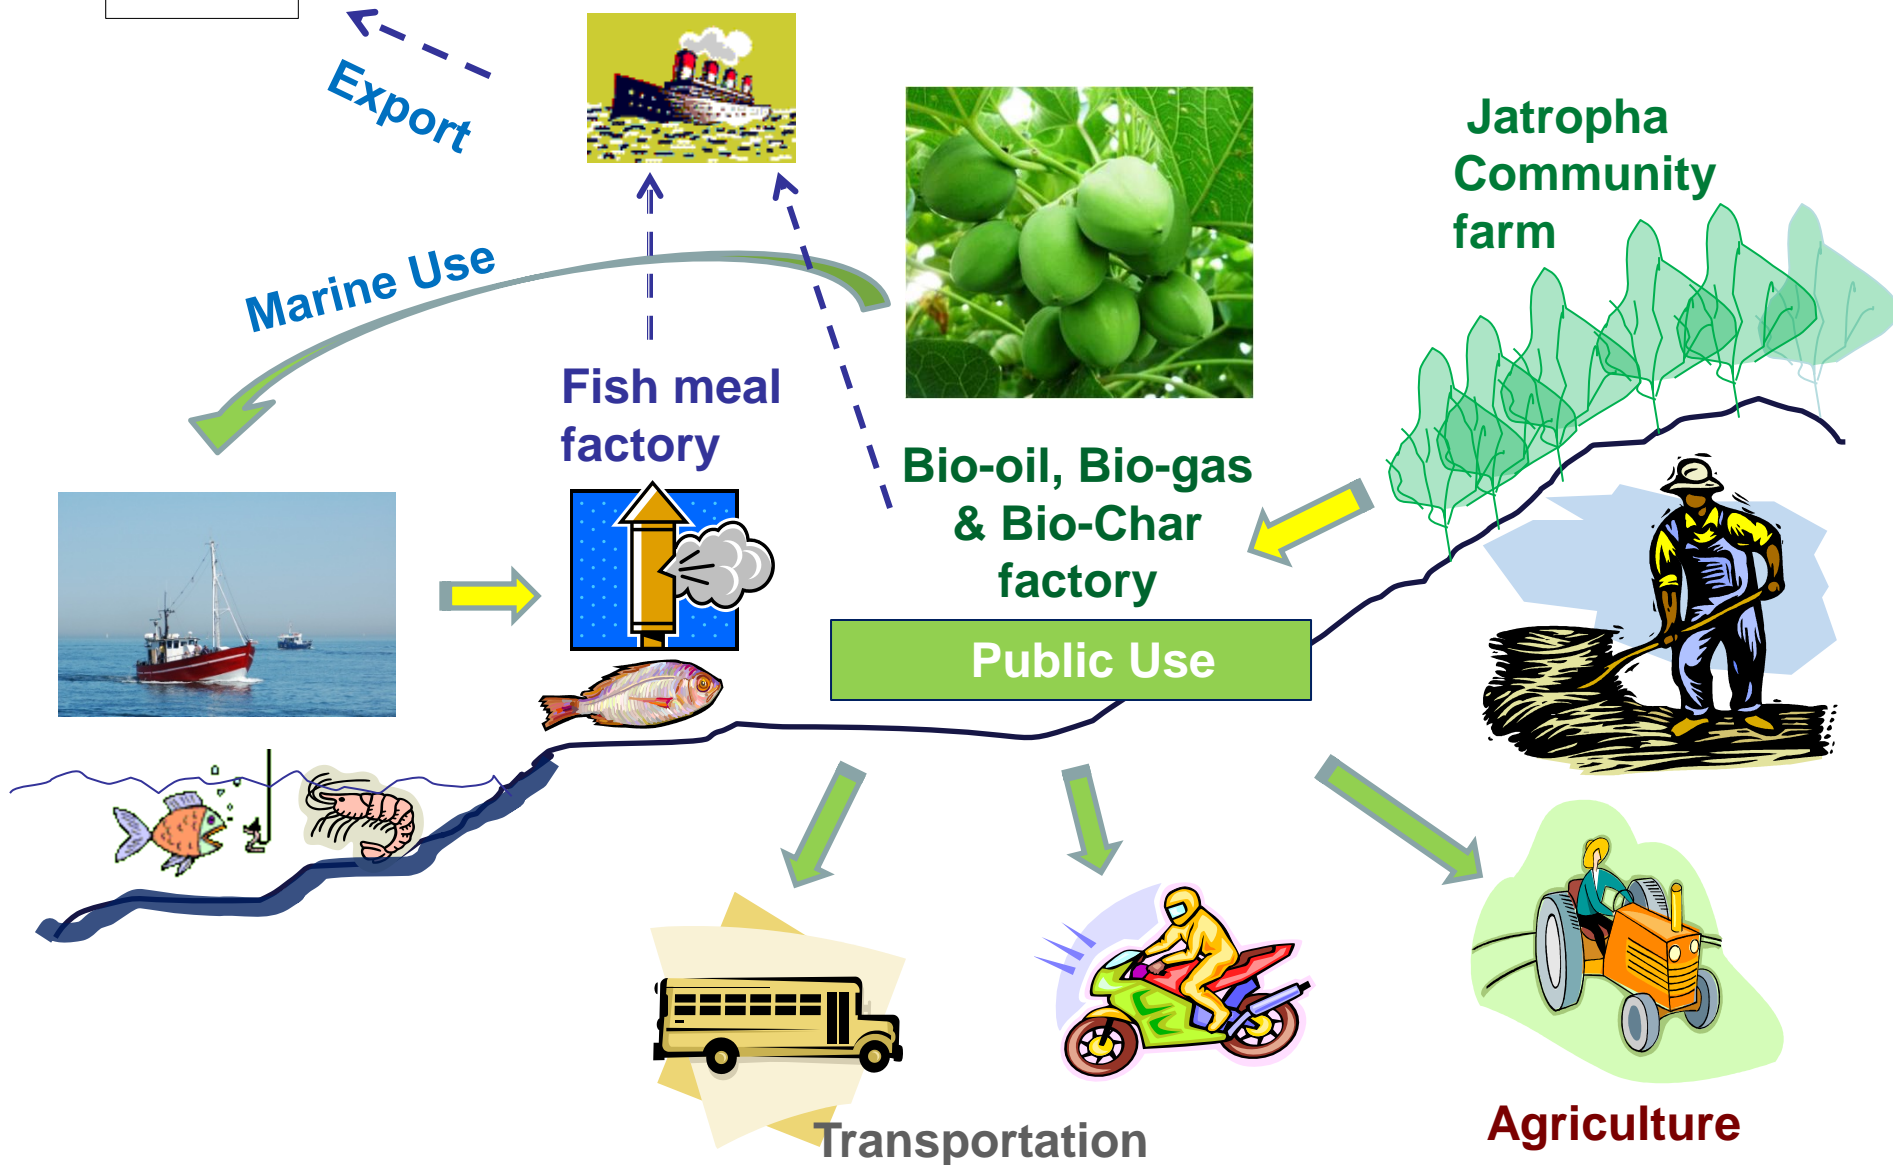 Export
Jatropha
Community
farm
Marine Use
Fish meal
factory
Bio-oil, Bio-gas
& Bio-Char
factory
Public Use
Transportation
Agriculture